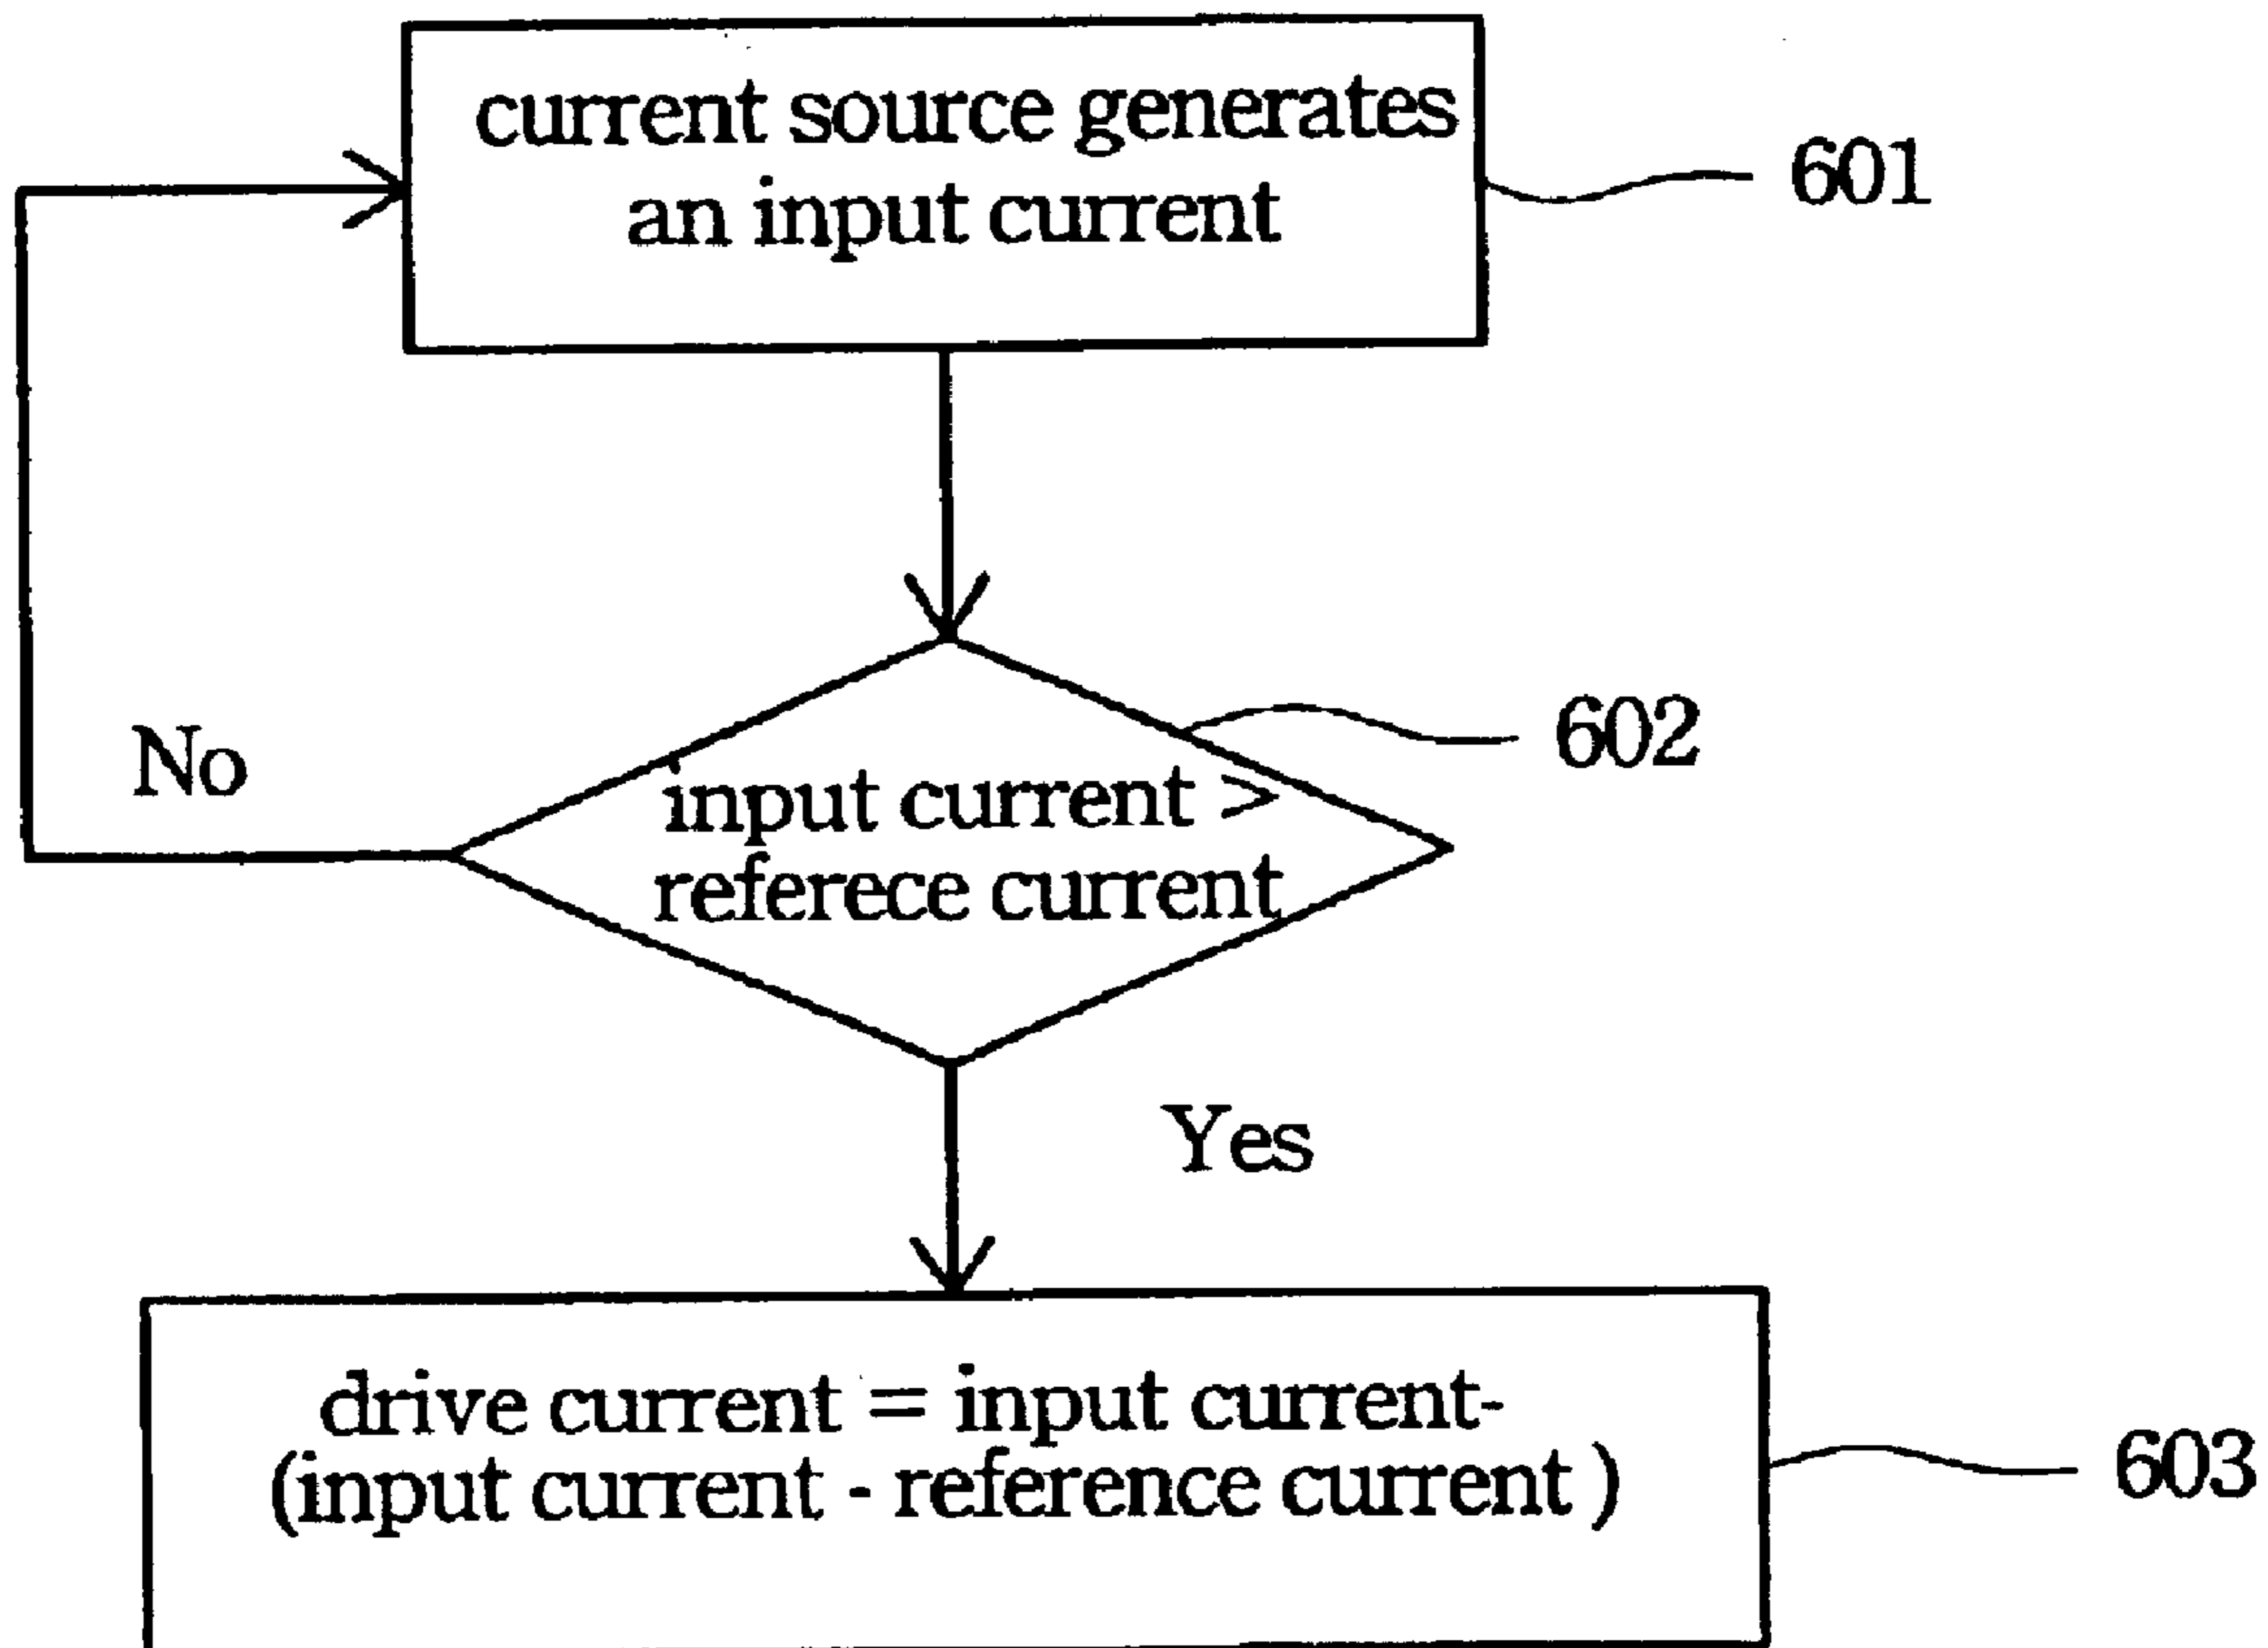 current source generates
an input current
601
602
No
input current >
referece current
Yes
drive current = input current-
(input current - reference current )
603